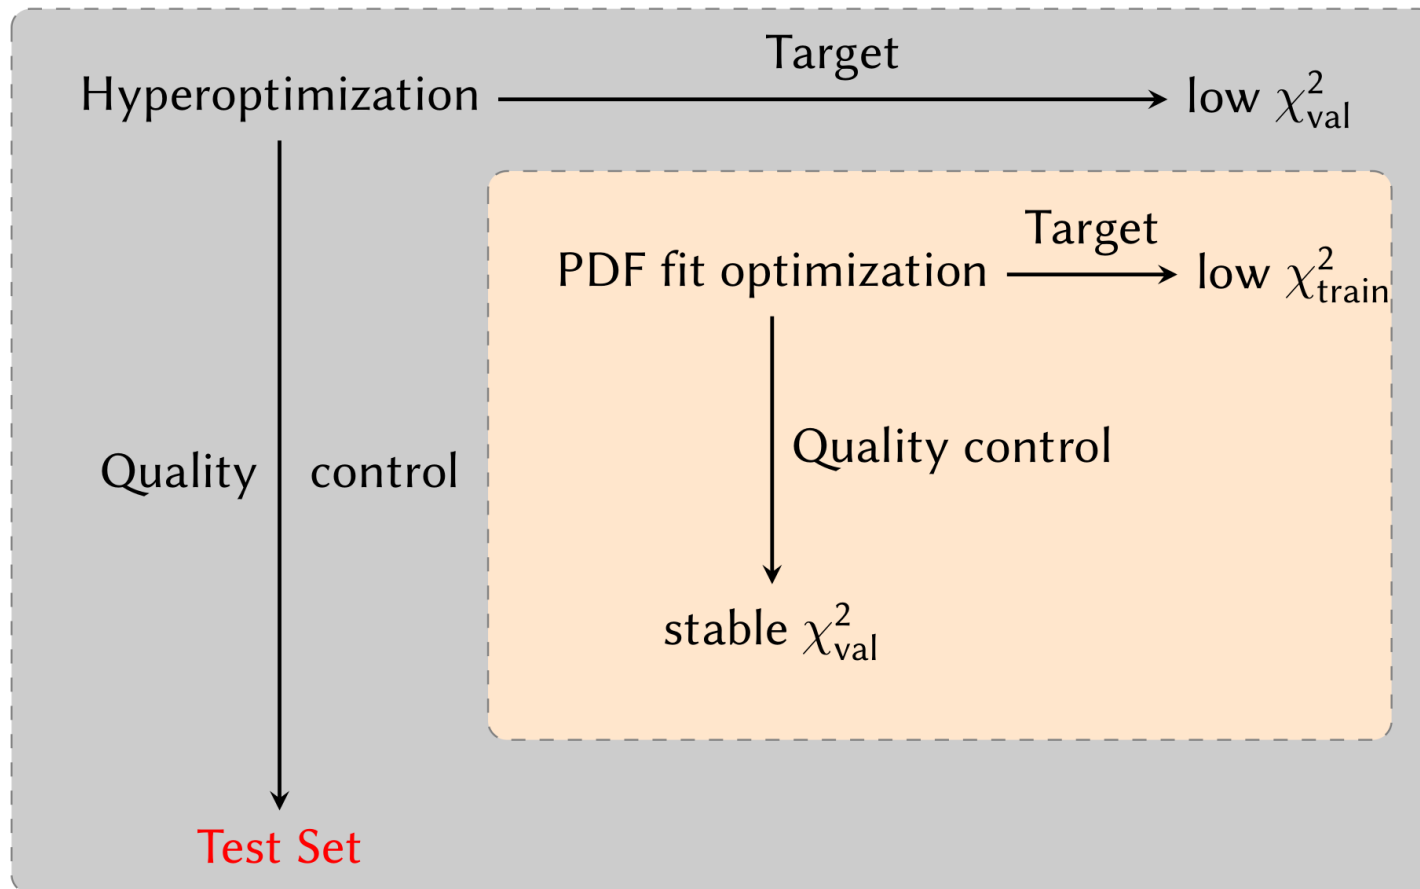 Target
Hyperoptimization
low χ²val
Target
PDF fit optimization
low χ²train
Quality control
Quality control
stable χ²val
Test Set